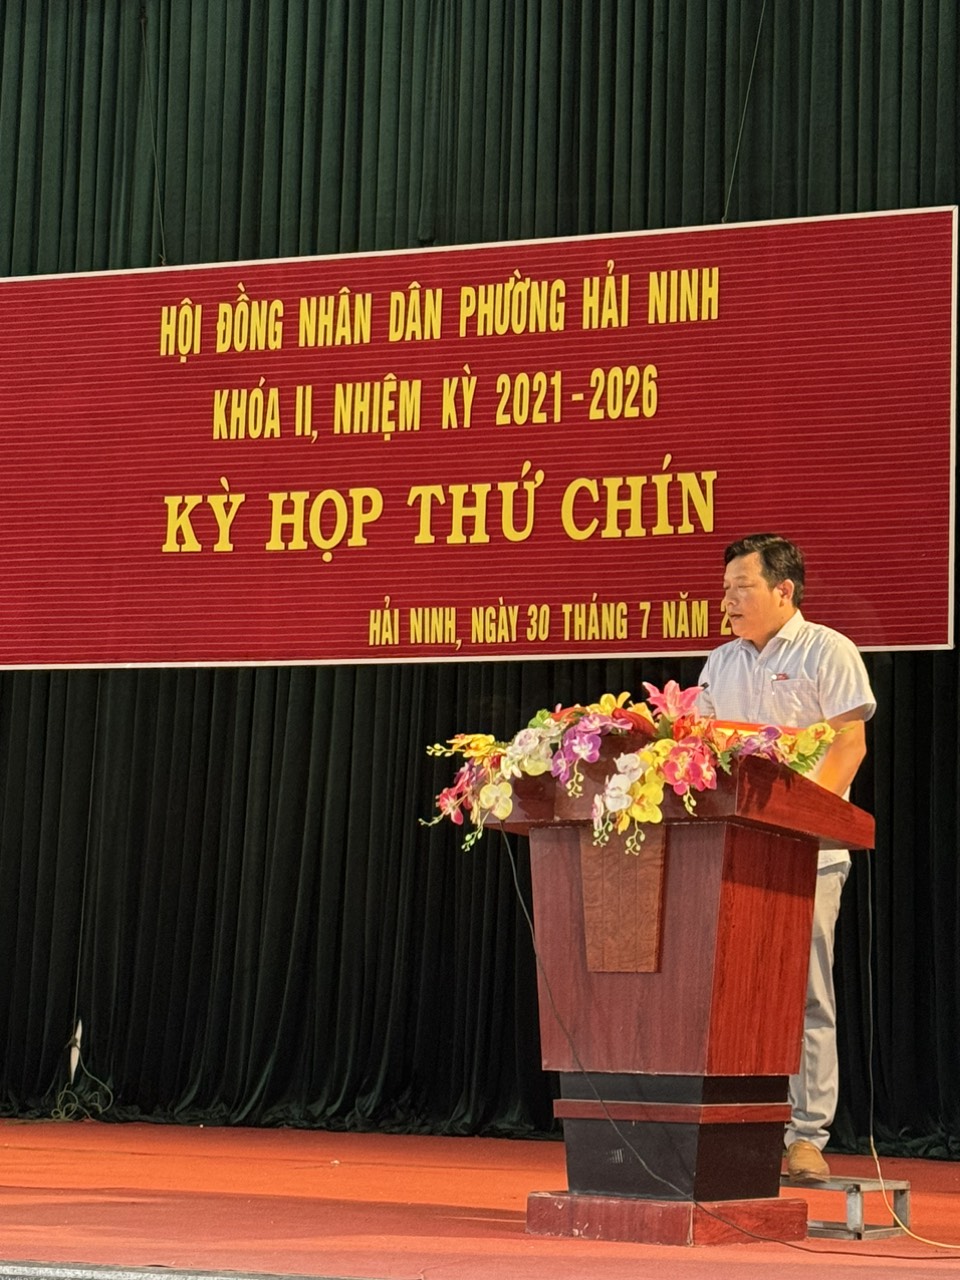 HỘI ĐỒNG NHÂN DÂN PHƯỜNG HẢI NINH
KHÓA II, NHIỆM KỲ 2021-2026
KỲ HỌP THỨ CHÍN
HẢI NINH, NGÀY 30 THÁNG 7 NĂM